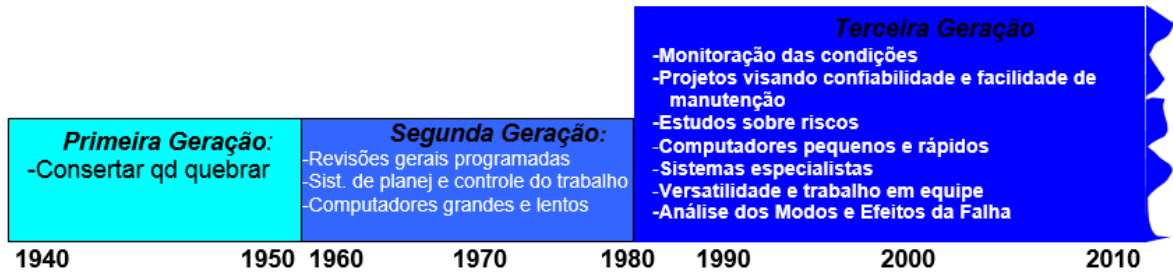 Primeira Geração:
-Consertar qd quebrar
Segunda Geração:
-Revisões gerais programadas
-Sist. de planej e controle do trabalho
-Computadores grandes e lentos
Terceira Geração
-Monitoração das condições
-Projetos visando confiabilidade e facilidade de
manutenção
-Estudos sobre riscos
-Computadores pequenos e rápidos
-Sistemas especialistas
-Versatilidade e trabalho em equipe
-Análise dos Modos e Efeitos da Falha
1940 1950 1960 1970 1980 1990 2000 2010